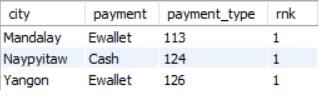 city payment payment_type rnk
Mandalay Ewallet 113 1
Naypyitaw Cash 124 1
Yangon Ewallet 126 1